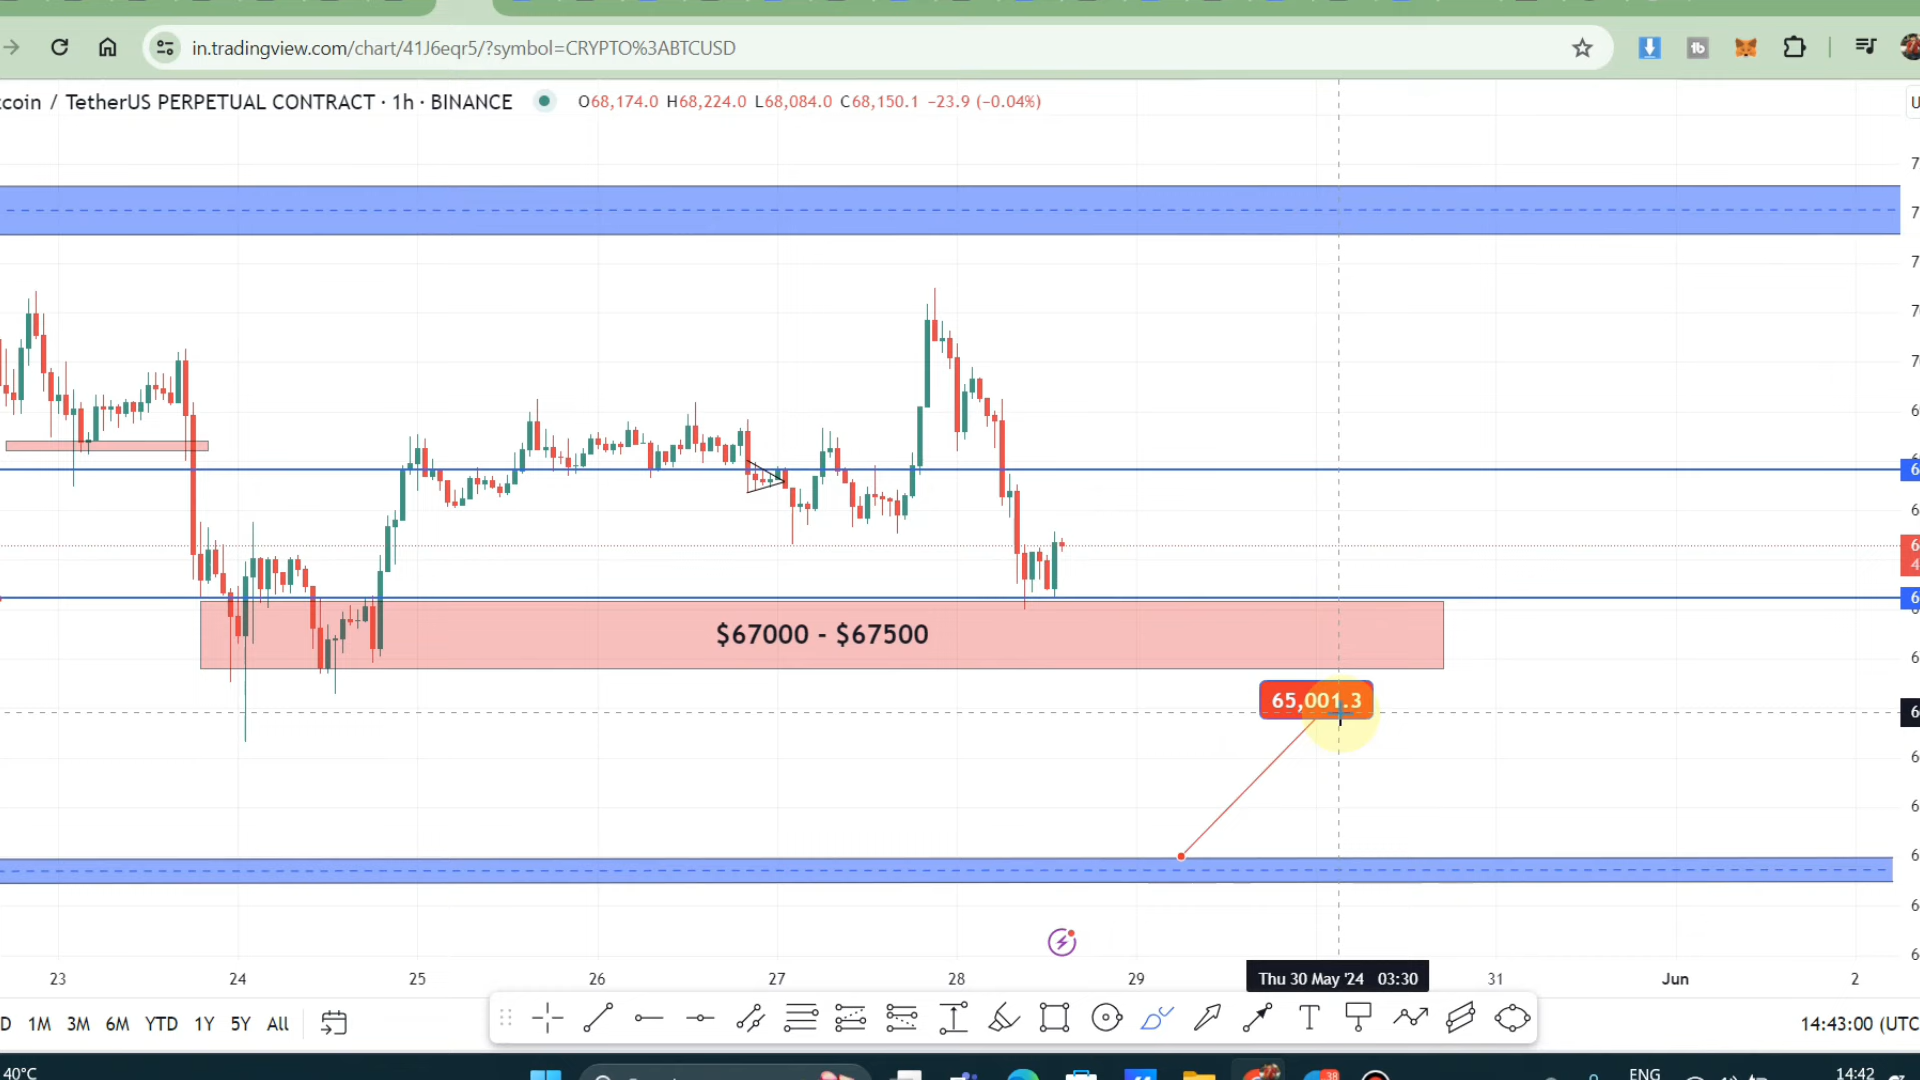 in.tradingview.com/chart/41J6eqr5/?symbol=CRYPTO%3ABTCUSD
coin / TetherUS PERPETUAL CONTRACT · 1h · BINANCE O68,174.0 H68,224.0 L68,084.0 C68,150.1 −23.9 (−0.04%)
$67000 - $67500
65,001.3
23 24 25 26 27 28 29 Thu 30 May '24 03:30 31 Jun 2
D 1M 3M 6M YTD 1Y 5Y All 14:43:00 (UTC
40°C ENG 14:42
38